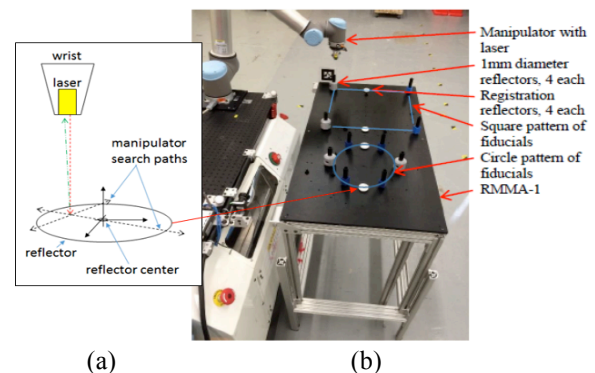 wrist
laser
manipulator
search paths
reflector
reflector center
(a)
Manipulator with
laser
1mm diameter
reflectors, 4 each
Registration
reflectors, 4 each
Square pattern of
fiducials
Circle pattern of
fiducials
RMMA-1
(b)